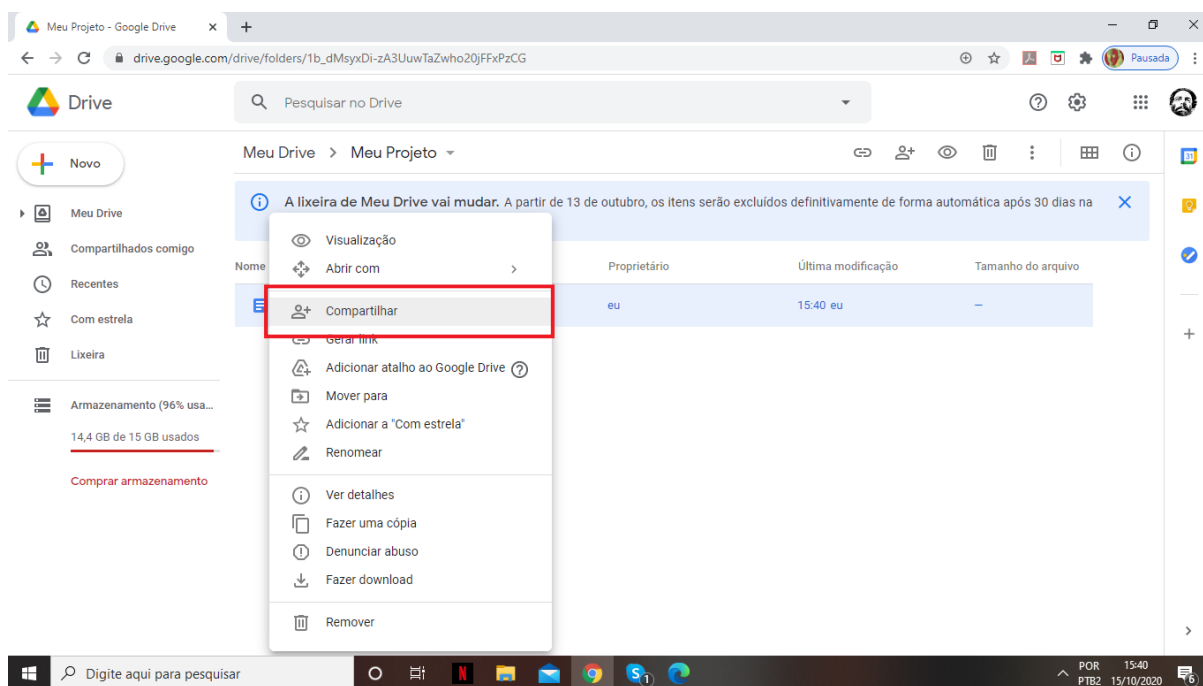 Meu Projeto - Google Drive
drive.google.com/drive/folders/1b_dMsyxDi-zA3UuwTaZwho20jFFxPzCG
Pausada
Drive
Pesquisar no Drive
Novo
Meu Drive > Meu Projeto
31
A lixeira de Meu Drive vai mudar. A partir de 13 de outubro, os itens serão excluídos definitivamente de forma automática após 30 dias na
Meu Drive
Compartilhados comigo
Recentes
Com estrela
Lixeira
Armazenamento (96% usa...
14,4 GB de 15 GB usados
Comprar armazenamento
Nome
Proprietário
Última modificação
Tamanho do arquivo
eu
15:40 eu
–
Visualização
Abrir com
Compartilhar
Gerar link
Adicionar atalho ao Google Drive
Mover para
Adicionar a "Com estrela"
Renomear
Ver detalhes
Fazer uma cópia
Denunciar abuso
Fazer download
Remover
Digite aqui para pesquisar
N
S
1
POR
PTB2
15:40
15/10/2020
6